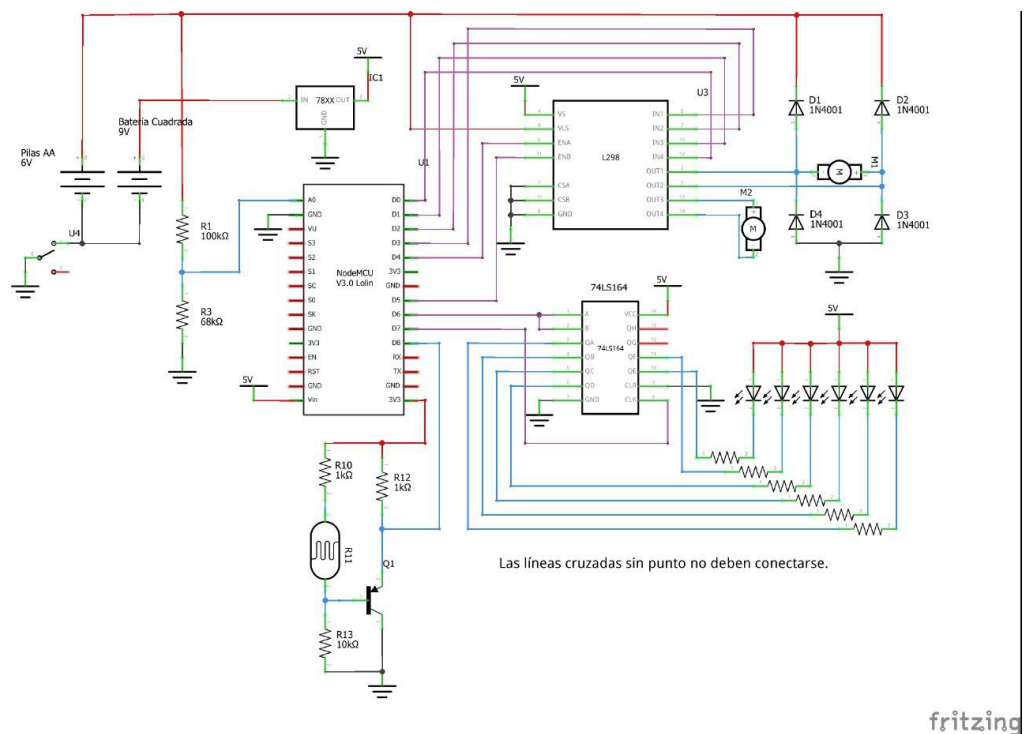 5V
IC1
IN
78XX
OUT
GND
Bateria Cuadrada
9V
Pilas AA
6V
U4
R1
100kΩ
R3
68kΩ
U1
A0
GND
VU
S3
S2
S1
SC
S0
SK
GND
3V3
EN
RST
GND
Vin
NodeMCU
V3.0 Lolin
D0
D1
D2
D3
D4
3V3
GND
D5
D6
D7
D8
RX
TX
GND
3V3
5V
5V
U3
L298
VS
VLS
ENA
ENB
CSA
CSB
GND
IN1
IN2
IN3
IN4
OUT1
OUT2
OUT3
OUT4
D1
1N4001
D2
1N4001
M
M1
M2
M
D4
1N4001
D3
1N4001
5V
74LS164
74LS164
A
B
QA
QB
QC
QD
GND
VCC
QH
QG
QF
QE
CLR
CLK
5V
R10
1kΩ
R12
1kΩ
R11
Q1
R13
10kΩ
Las líneas cruzadas sin punto no deben conectarse.
fritzing